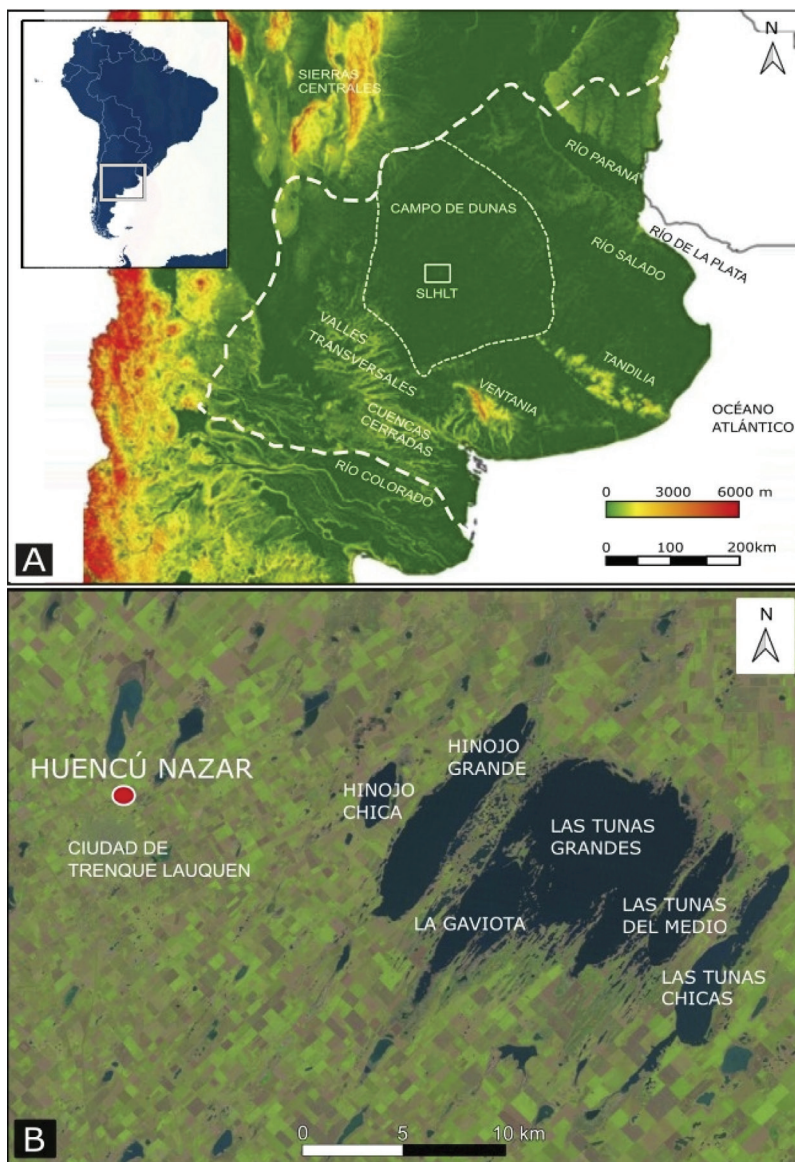 N
SIERRAS
CENTRALES
RÍO PARANÁ
CAMPO DE DUNAS
RÍO DE LA PLATA
RÍO SALADO
SLHLT
VALLES
TRANSVERSALES
TANDILIA
VENTANIA
CUENCAS
CERRADAS
OCÉANO
ATLÁNTICO
RÍO COLORADO
0 3000 6000 m
0 100 200km
A
N
HINOJO
GRANDE
HUENCÚ NAZAR
HINOJO
CHICA
LAS TUNAS
GRANDES
CIUDAD DE
TRENQUE LAUQUEN
LA GAVIOTA
LAS TUNAS
DEL MEDIO
LAS TUNAS
CHICAS
0 5 10 km
B